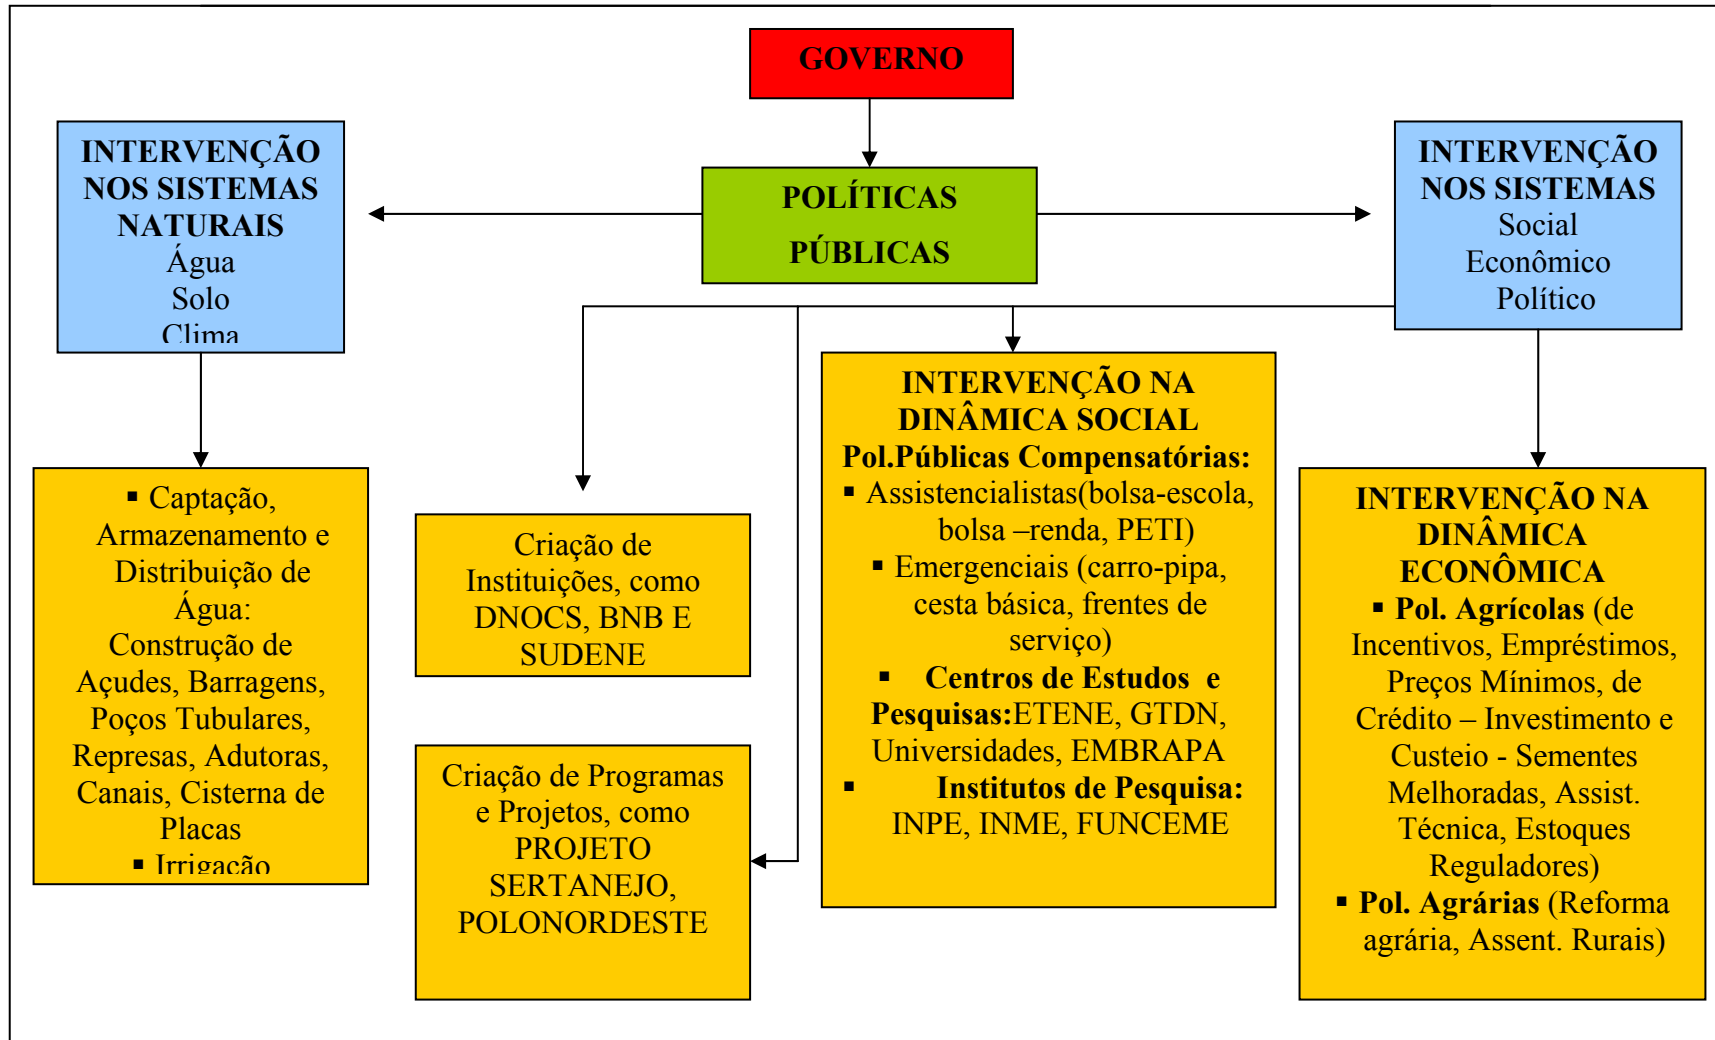 GOVERNO
POLÍTICAS
PÚBLICAS
INTERVENÇÃO
NOS SISTEMAS
NATURAIS
Água
Solo
Clima
INTERVENÇÃO
NOS SISTEMAS
Social
Econômico
Político
▪ Captação,
Armazenamento e
Distribuição de
Água:
Construção de
Açudes, Barragens,
Poços Tubulares,
Represas, Adutoras,
Canais, Cisterna de
Placas
▪ Irrigação
Criação de
Instituições, como
DNOCS, BNB E
SUDENE
Criação de Programas
e Projetos, como
PROJETO
SERTANEJO,
POLONORDESTE
INTERVENÇÃO NA
DINÂMICA SOCIAL
Pol.Públicas Compensatórias:
▪ Assistencialistas(bolsa-escola,
bolsa –renda, PETI)
▪ Emergenciais (carro-pipa,
cesta básica, frentes de
serviço)
▪ Centros de Estudos e
Pesquisas:ETENE, GTDN,
Universidades, EMBRAPA
▪ Institutos de Pesquisa:
INPE, INME, FUNCEME
INTERVENÇÃO NA
DINÂMICA
ECONÔMICA
▪ Pol. Agrícolas (de
Incentivos, Empréstimos,
Preços Mínimos, de
Crédito – Investimento e
Custeio - Sementes
Melhoradas, Assist.
Técnica, Estoques
Reguladores)
▪ Pol. Agrárias (Reforma
agrária, Assent. Rurais)